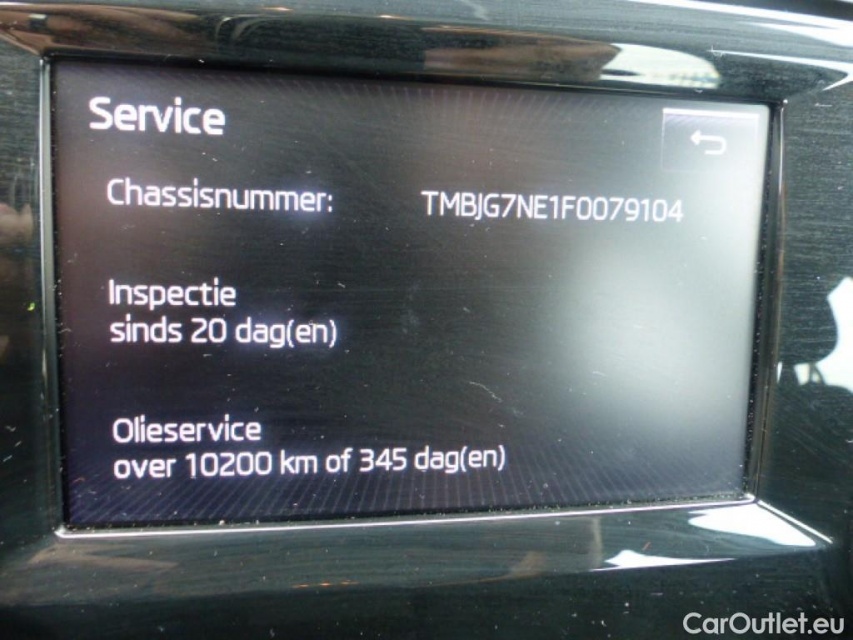 Service
Chassisnummer: TMBJG7NE1F0079104
Inspectie
sinds 20 dag(en)
Olieservice
over 10200 km of 345 dag(en)
CarOutlet.eu